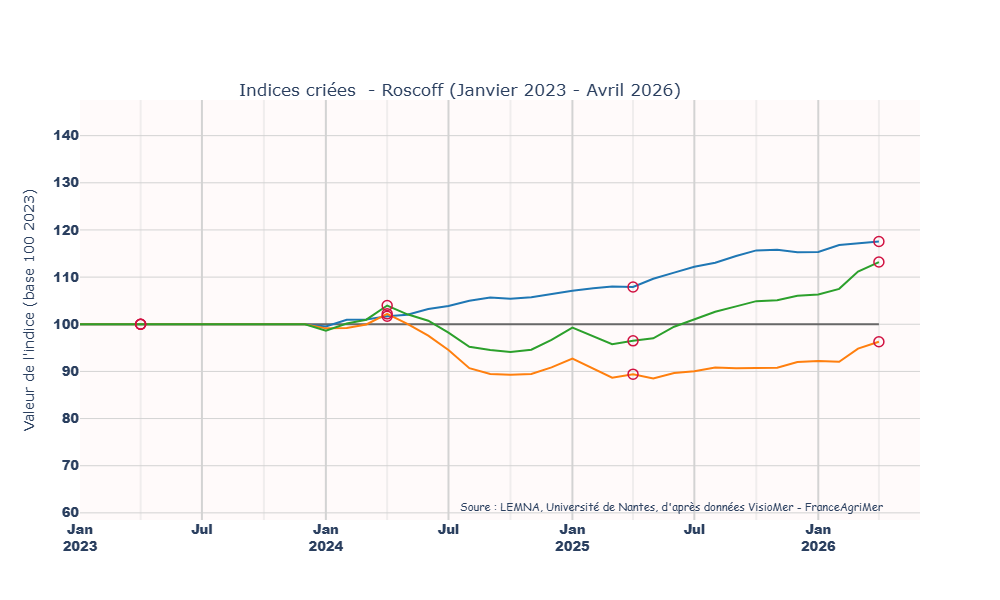 Indices criées - Roscoff (Janvier 2023 - Avril 2026)
Valeur de l'indice (base 100 2023)
140
130
120
110
100
90
80
70
60
Soure : LEMNA, Université de Nantes, d'après données VisioMer - FranceAgriMer
Jan Jul Jan Jul Jan Jul Jan
2023 2024 2025 2026